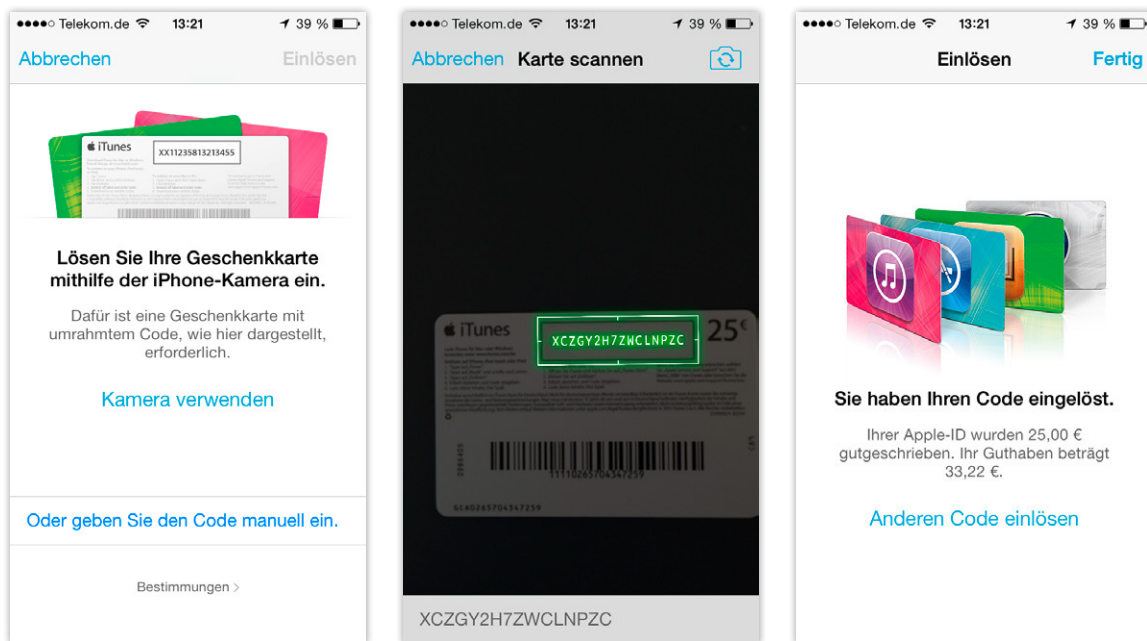 Telekom.de 13:21 39 %
Abbrechen Einlösen
iTunes
XX11235813213455
Lösen Sie Ihre Geschenkkarte
mithilfe der iPhone-Kamera ein.
Dafür ist eine Geschenkkarte mit
umrahmtem Code, wie hier dargestellt,
erforderlich.
Kamera verwenden
Oder geben Sie den Code manuell ein.
Bestimmungen >
Telekom.de 13:21 39 %
Abbrechen Karte scannen
iTunes
XCZGY2H7ZWCLNPZC
25€
11110265704347259
GCA0265704347259
XCZGY2H7ZWCLNPZC
Telekom.de 13:21 39 %
Einlösen Fertig
Sie haben Ihren Code eingelöst.
Ihrer Apple-ID wurden 25,00 €
gutgeschrieben. Ihr Guthaben beträgt
33,22 €.
Anderen Code einlösen